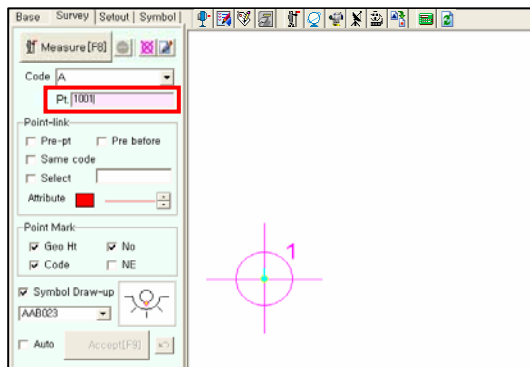 Base Survey Setout Symbol
Measure[F8]
Code A
Pt. 1001
Point-link
Pre-pt Pre before
Same code
Select
Attribute
Point Mark
Geo Ht No
Code NE
Symbol Draw-up
AAB023
Auto Accept[F9]
1